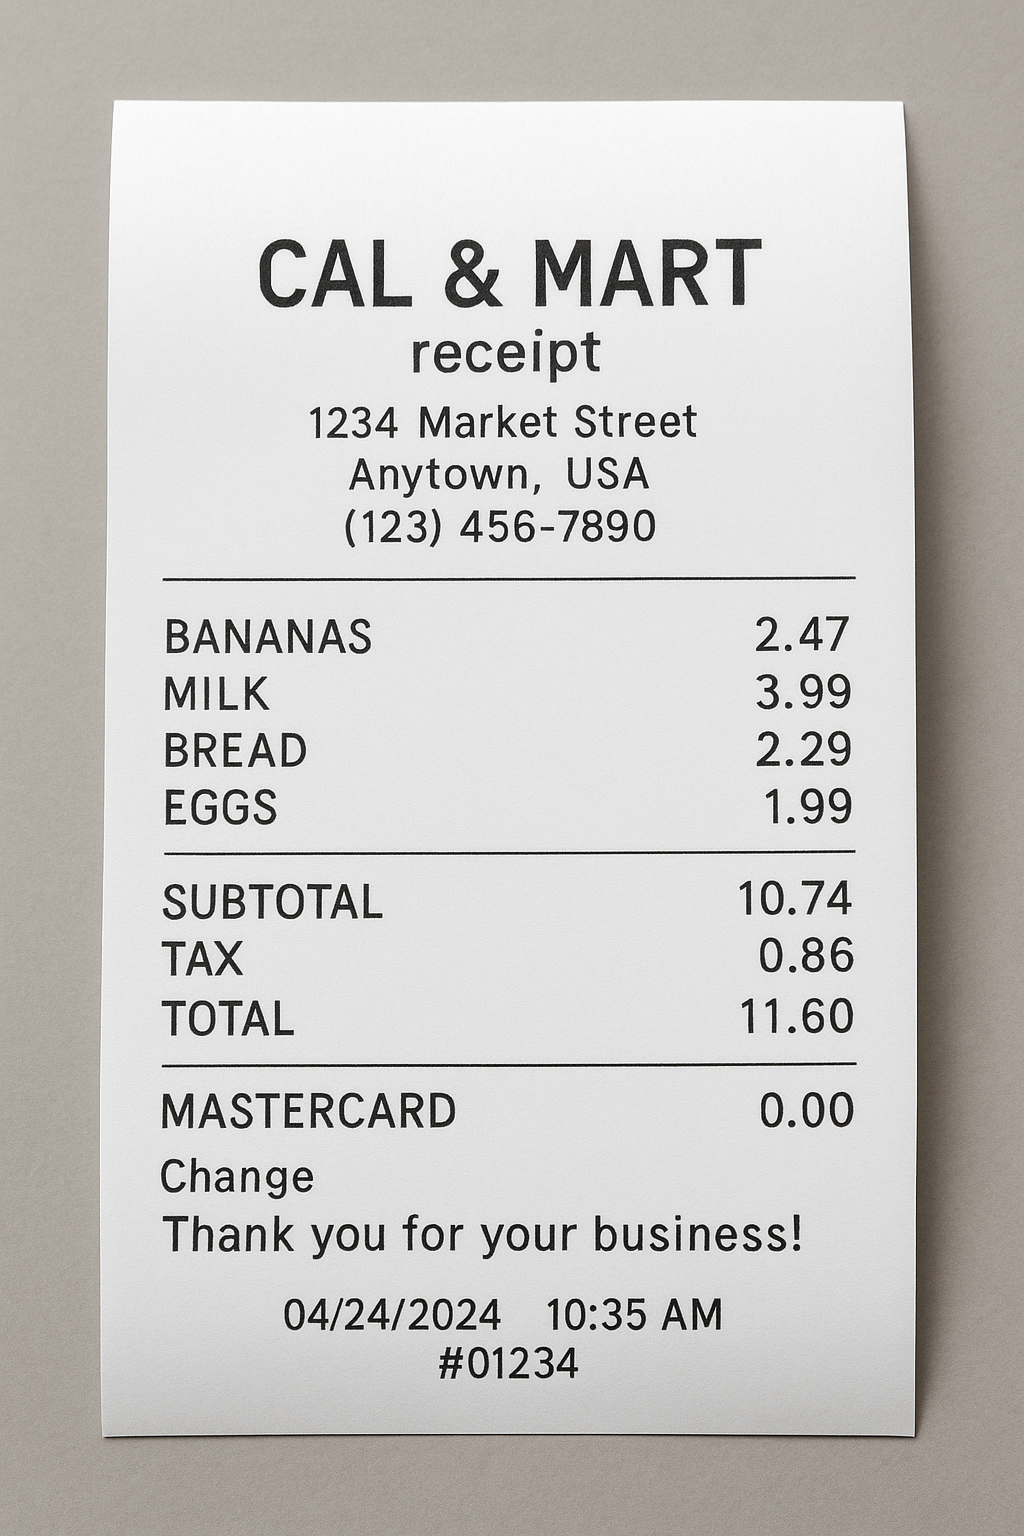 CAL & MART
receipt
1234 Market Street
Anytown, USA
(123) 456-7890
BANANAS 2.47
MILK 3.99
BREAD 2.29
EGGS 1.99
SUBTOTAL 10.74
TAX 0.86
TOTAL 11.60
MASTERCARD 0.00
Change
Thank you for your business!
04/24/2024 10:35 AM
#01234